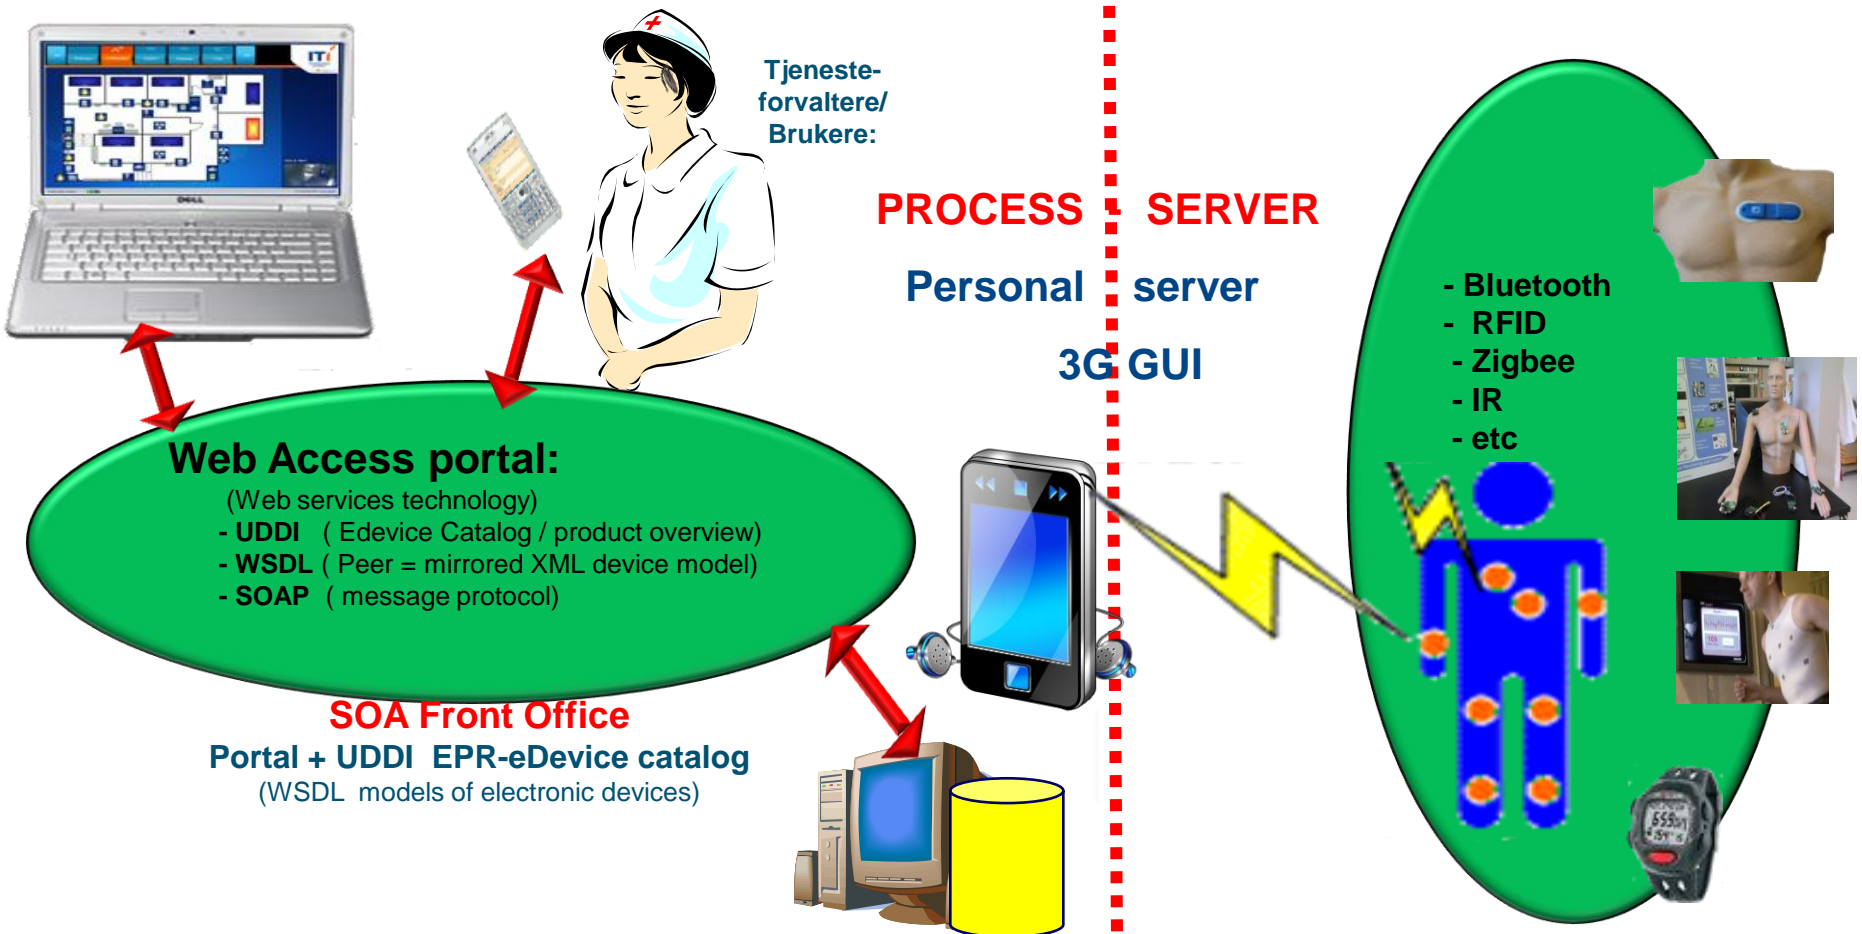 ITI
DELL
Tjeneste-
forvaltere/
Brukere:
PROCESS - SERVER
Personal server
3G GUI
- Bluetooth
- RFID
- Zigbee
- IR
- etc
Web Access portal:
(Web services technology)
- UDDI ( Edevice Catalog / product overview)
- WSDL ( Peer = mirrored XML device model)
- SOAP ( message protocol)
SOA Front Office
Portal + UDDI EPR-eDevice catalog
(WSDL models of electronic devices)